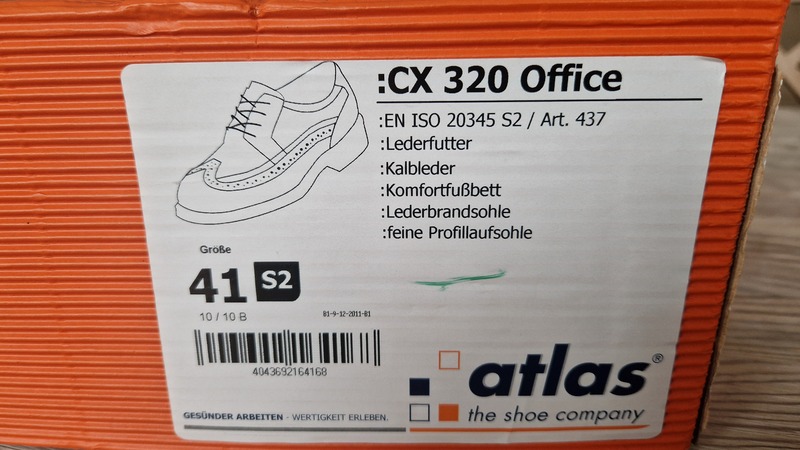 :CX 320 Office
:EN ISO 20345 S2 / Art. 437
:Lederfutter
:Kalbleder
:Komfortfußbett
:Lederbrandsohle
:feine Profillaufsohle
Größe
41 S2
10 / 10 B
81-9-12-2011-81
4043692164168
atlas®
the shoe company
GESÜNDER ARBEITEN - WERTIGKEIT ERLEBEN.